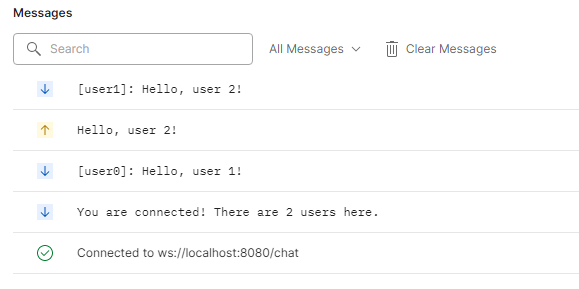 Messages
Search
All Messages
Clear Messages
[user1]: Hello, user 2!
Hello, user 2!
[user0]: Hello, user 1!
You are connected! There are 2 users here.
Connected to ws://localhost:8080/chat